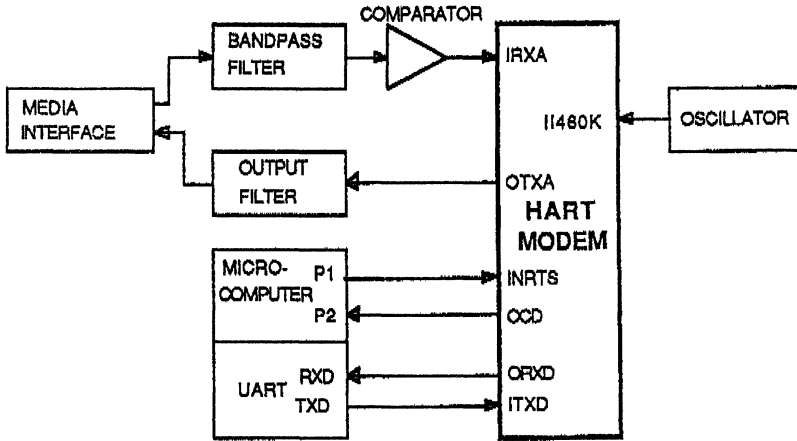 COMPARATOR
BANDPASS
FILTER
IRXA
MEDIA
INTERFACE
II460K
OSCILLATOR
OUTPUT
FILTER
OTXA
HART
MODEM
MICRO-
COMPUTER
P1
INRTS
P2
OCD
UART
RXD
ORXD
TXD
ITXD